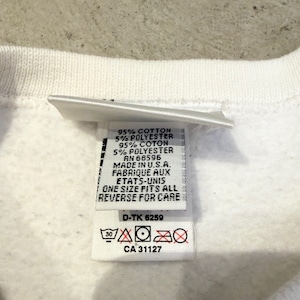 95% COTTON
5% POLYESTER
95% COTON
5% POLYESTER
RN 68596
MADE IN U.S.A.
FABRIQUE AUX
ETATS-UNIS
ONE SIZE FITS ALL
REVERSE FOR CARE
D-TK 6259
30
CA 31127